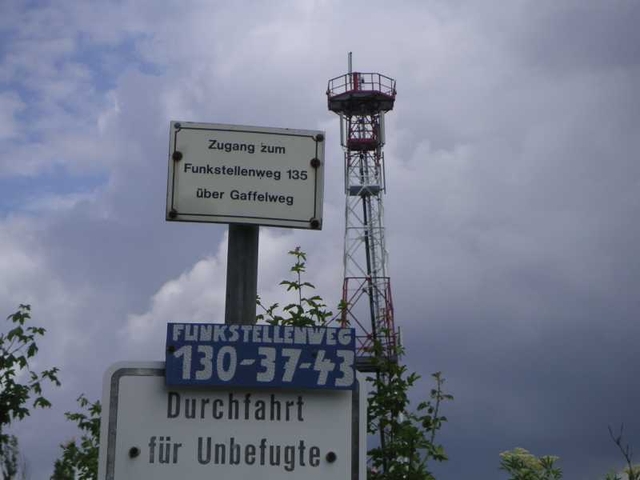 Zugang zum
Funkstellenweg 135
über Gaffelweg
FUNKSTELLENWEG
130-37-43
Durchfahrt
für Unbefugte